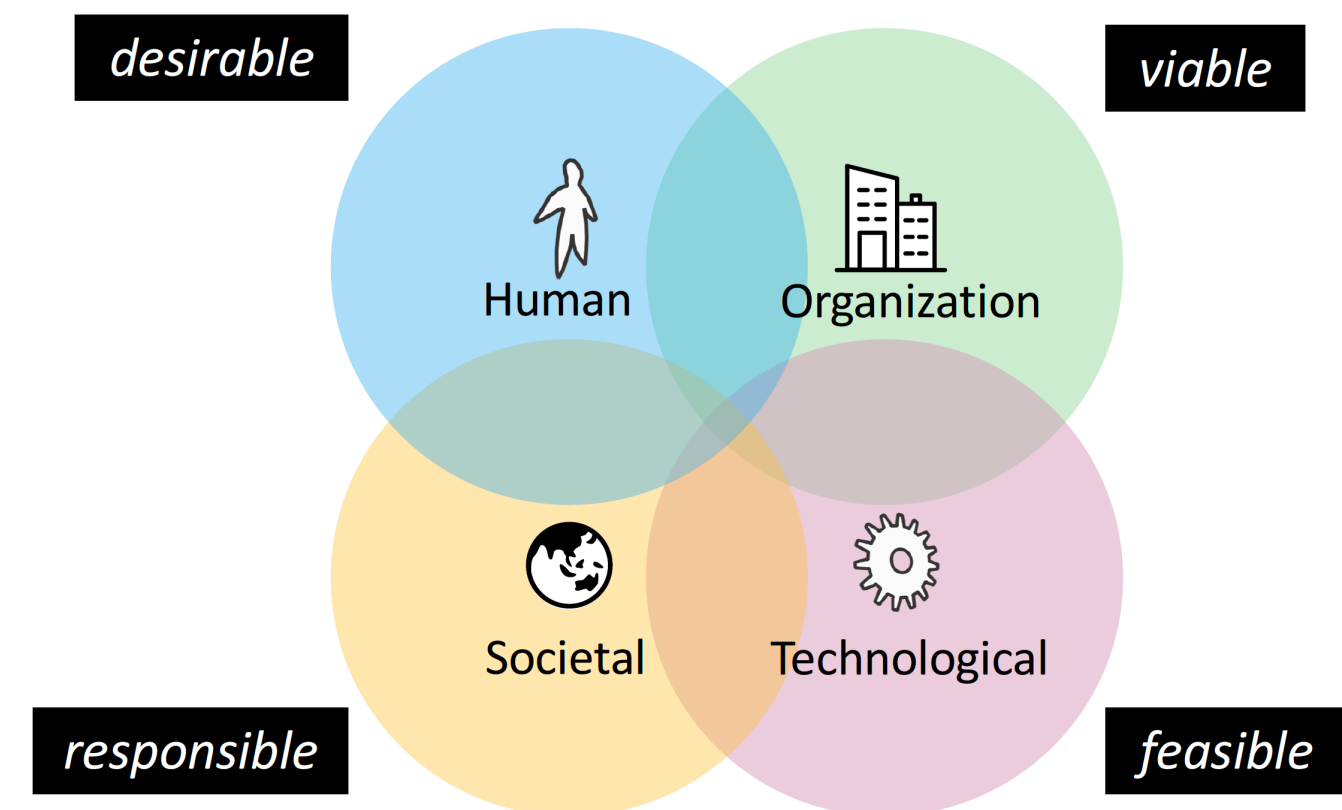 desirable
viable
Human
Organization
Societal
Technological
responsible
feasible